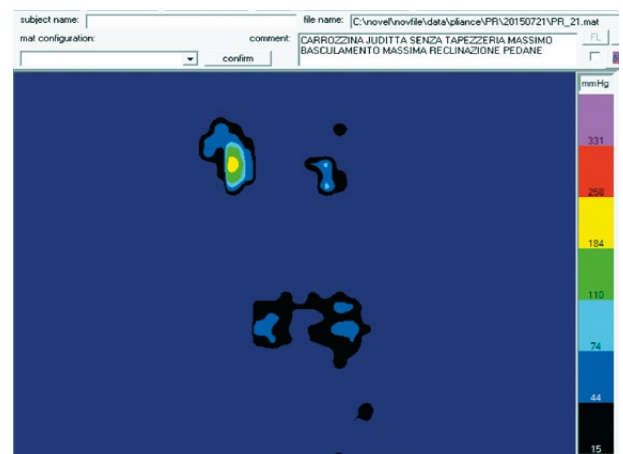 subject name:
file name: C:\novel\novfile\data\pliance\PR\20150721\PR_21.mat
mat configuration:
confirm
comment: CARROZZINA JUDITTA SENZA TAPEZZERIA MASSIMO
BASCULAMENTO MASSIMA RECLINAZIONE PEDANE
FL
mmHg
331
258
184
110
74
44
15